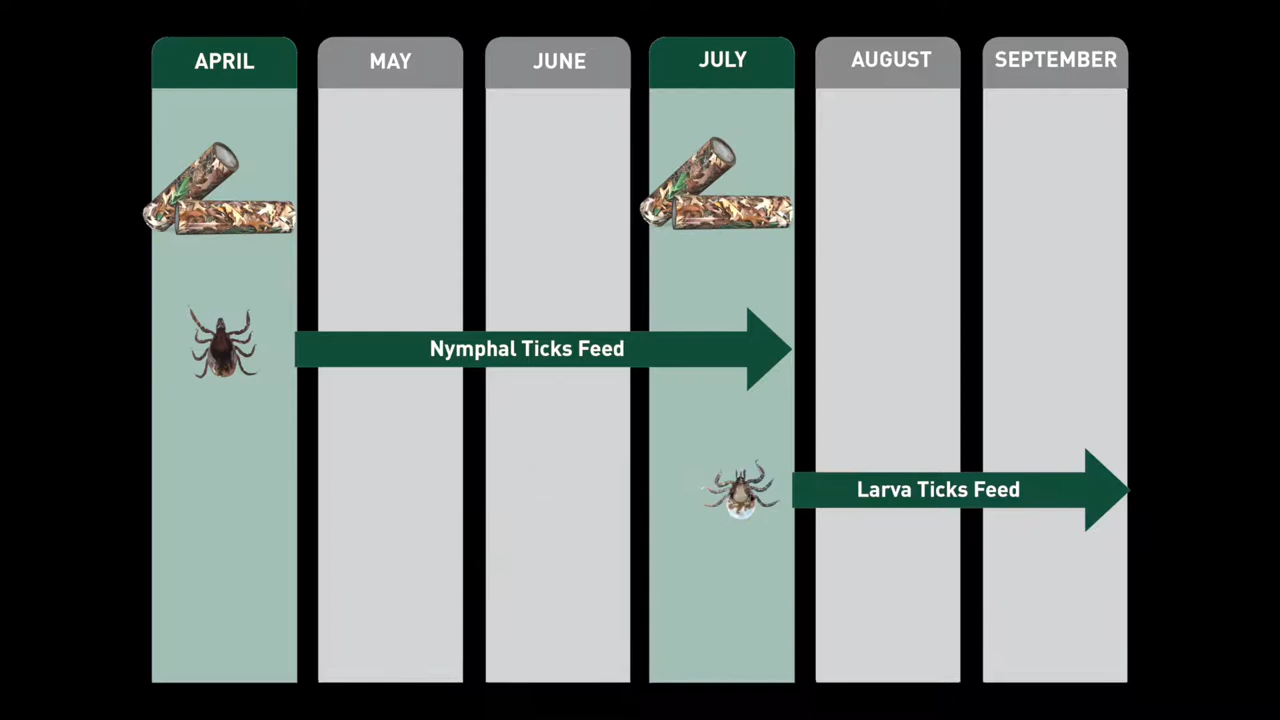 APRIL
MAY
JUNE
JULY
AUGUST
SEPTEMBER
Nymphal Ticks Feed
Larva Ticks Feed